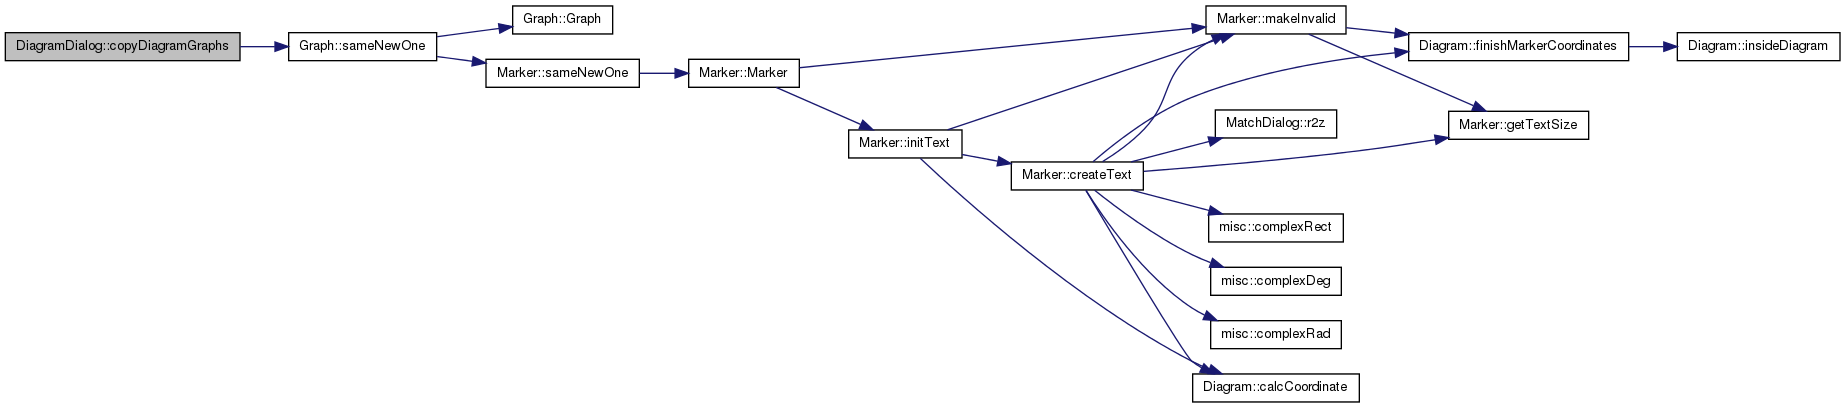 DiagramDialog::copyDiagramGraphs
Graph::sameNewOne
Graph::Graph
Marker::sameNewOne
Marker::Marker
Marker::initText
Marker::createText
Marker::makeInvalid
Diagram::finishMarkerCoordinates
Diagram::insideDiagram
MatchDialog::r2z
Marker::getTextSize
misc::complexRect
misc::complexDeg
misc::complexRad
Diagram::calcCoordinate